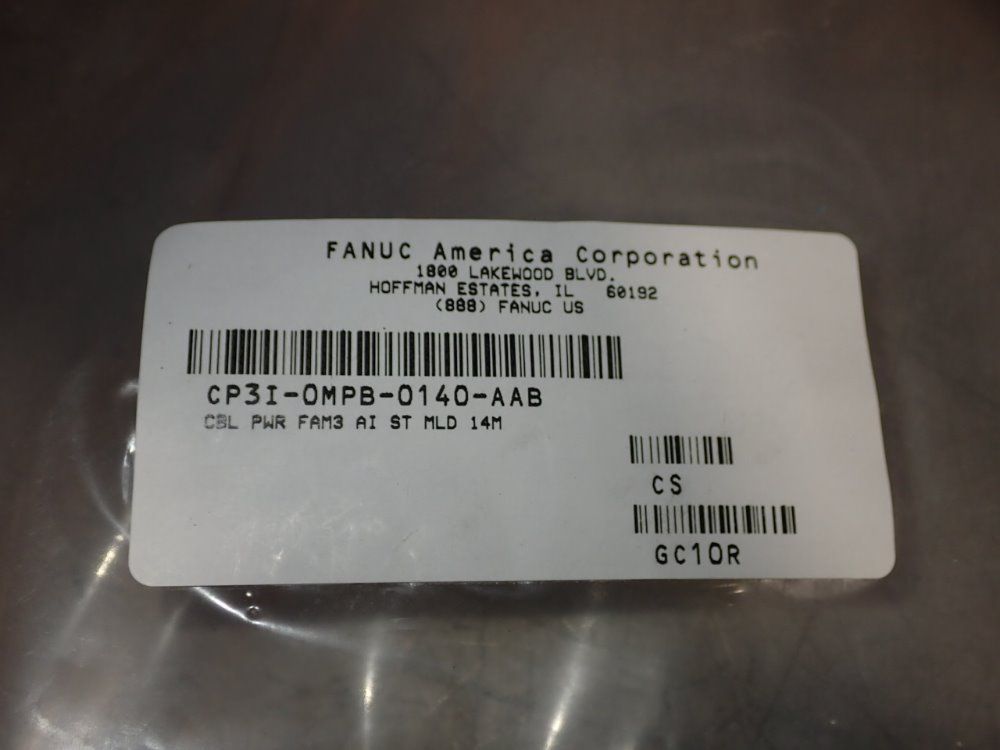 FANUC America Corporation
1800 LAKEWOOD BLVD.
HOFFMAN ESTATES, IL 60192
(888) FANUC US
CP3I-0MPB-0140-AAB
CBL PWR FAM3 AI ST MLD 14M
CS
GC10R